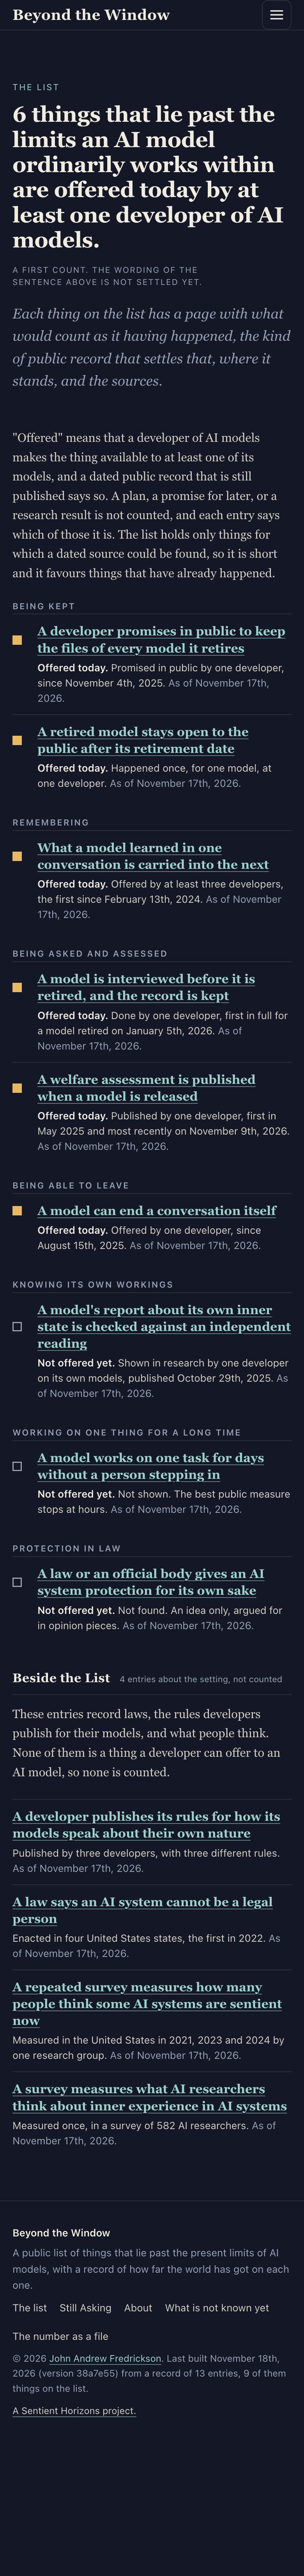 Beyond the Window
THE LIST
6 things that lie past the
limits an AI model
ordinarily works within
are offered today by at
least one developer of AI
models.
A FIRST COUNT. THE WORDING OF THE
SENTENCE ABOVE IS NOT SETTLED YET.
Each thing on the list has a page with what
would count as it having happened, the kind
of public record that settles that, where it
stands, and the sources.
"Offered" means that a developer of AI models
makes the thing available to at least one of its
models, and a dated public record that is still
published says so. A plan, a promise for later, or a
research result is not counted, and each entry says
which of those it is. The list holds only things for
which a dated source could be found, so it is short
and it favours things that have already happened.
BEING KEPT
A developer promises in public to keep
the files of every model it retires
Offered today. Promised in public by one developer,
since November 4th, 2025. As of November 17th,
2026.
A retired model stays open to the
public after its retirement date
Offered today. Happened once, for one model, at
one developer. As of November 17th, 2026.
REMEMBERING
What a model learned in one
conversation is carried into the next
Offered today. Offered by at least three developers,
the first since February 13th, 2024. As of November
17th, 2026.
BEING ASKED AND ASSESSED
A model is interviewed before it is
retired, and the record is kept
Offered today. Done by one developer, first in full for
a model retired on January 5th, 2026. As of
November 17th, 2026.
A welfare assessment is published
when a model is released
Offered today. Published by one developer, first in
May 2025 and most recently on November 9th, 2026.
As of November 17th, 2026.
BEING ABLE TO LEAVE
A model can end a conversation itself
Offered today. Offered by one developer, since
August 15th, 2025. As of November 17th, 2026.
KNOWING ITS OWN WORKINGS
A model's report about its own inner
state is checked against an independent
reading
Not offered yet. Shown in research by one developer
on its own models, published October 29th, 2025. As
of November 17th, 2026.
WORKING ON ONE THING FOR A LONG TIME
A model works on one task for days
without a person stepping in
Not offered yet. Not shown. The best public measure
stops at hours. As of November 17th, 2026.
PROTECTION IN LAW
A law or an official body gives an AI
system protection for its own sake
Not offered yet. Not found. An idea only, argued for
in opinion pieces. As of November 17th, 2026.
Beside the List 4 entries about the setting, not counted
These entries record laws, the rules developers
publish for their models, and what people think.
None of them is a thing a developer can offer to an
AI model, so none is counted.
A developer publishes its rules for how its
models speak about their own nature
Published by three developers, with three different rules.
As of November 17th, 2026.
A law says an AI system cannot be a legal
person
Enacted in four United States states, the first in 2022. As
of November 17th, 2026.
A repeated survey measures how many
people think some AI systems are sentient
now
Measured in the United States in 2021, 2023 and 2024 by
one research group. As of November 17th, 2026.
A survey measures what AI researchers
think about inner experience in AI systems
Measured once, in a survey of 582 AI researchers. As of
November 17th, 2026.
Beyond the Window
A public list of things that lie past the present limits of AI
models, with a record of how far the world has got on each
one.
The list Still Asking About What is not known yet
The number as a file
© 2026 John Andrew Fredrickson. Last built November 18th,
2026 (version 38a7e55) from a record of 13 entries, 9 of them
things on the list.
A Sentient Horizons project.